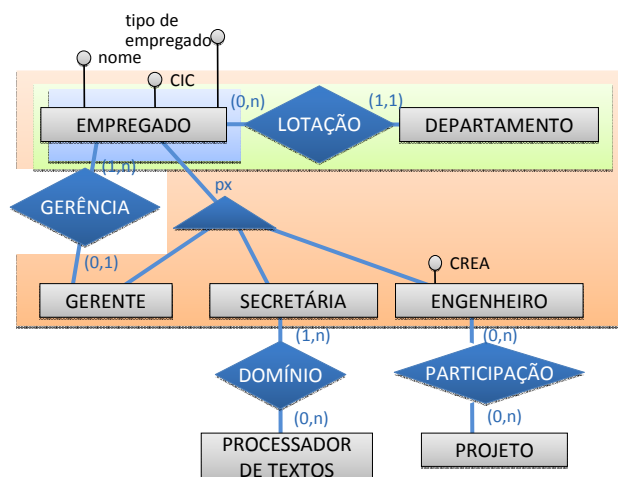 tipo de
empregado
nome
CIC
(0,n)
(1,1)
EMPREGADO
LOTAÇÃO
DEPARTAMENTO
(1,n)
px
GERÊNCIA
(0,1)
CREA
GERENTE
SECRETÁRIA
ENGENHEIRO
(1,n)
(0,n)
DOMÍNIO
PARTICIPAÇÃO
(0,n)
(0,n)
PROCESSADOR
DE TEXTOS
PROJETO